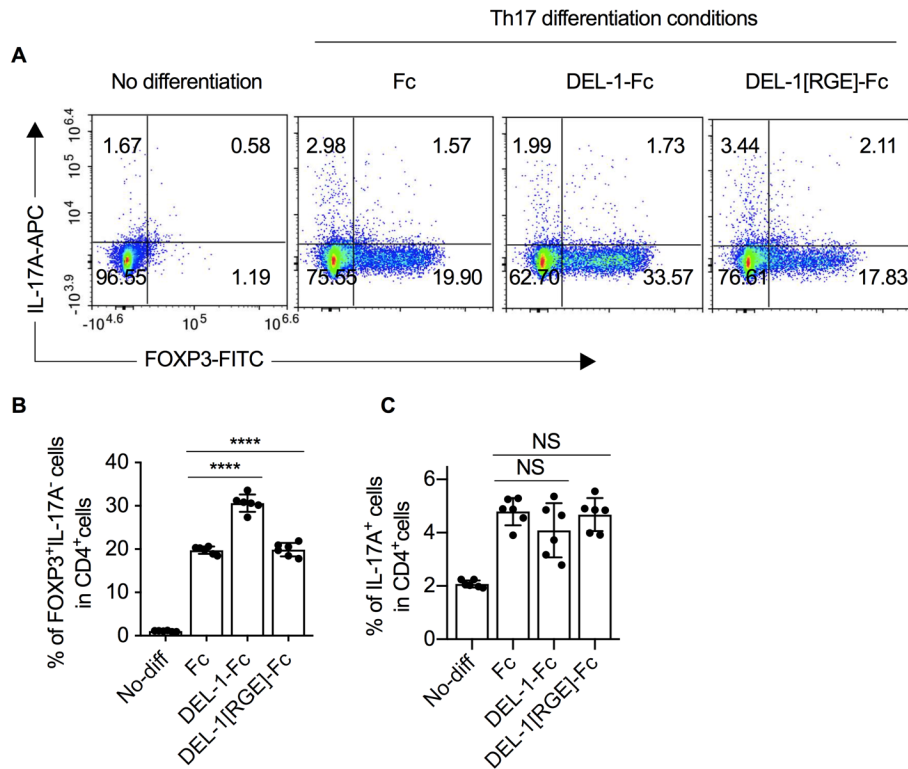 Th17 differentiation conditions
A
No differentiation
Fc
DEL-1-Fc
DEL-1[RGE]-Fc
IL-17A-APC
10^6.4
10^5
10^4
-10^3.9
1.67 0.58
96.55 1.19
-10^4.6 10^5 10^6.6
2.98 1.57
75.55 19.90
1.99 1.73
62.70 33.57
3.44 2.11
76.61 17.83
FOXP3-FITC
B
% of FOXP3⁺IL-17A⁻ cells
in CD4⁺cells
40
30
20
10
0
****
****
No-diff
Fc
DEL-1-Fc
DEL-1[RGE]-Fc
C
% of IL-17A⁺ cells
in CD4⁺cells
6
4
2
0
NS
NS
No-diff
Fc
DEL-1-Fc
DEL-1[RGE]-Fc